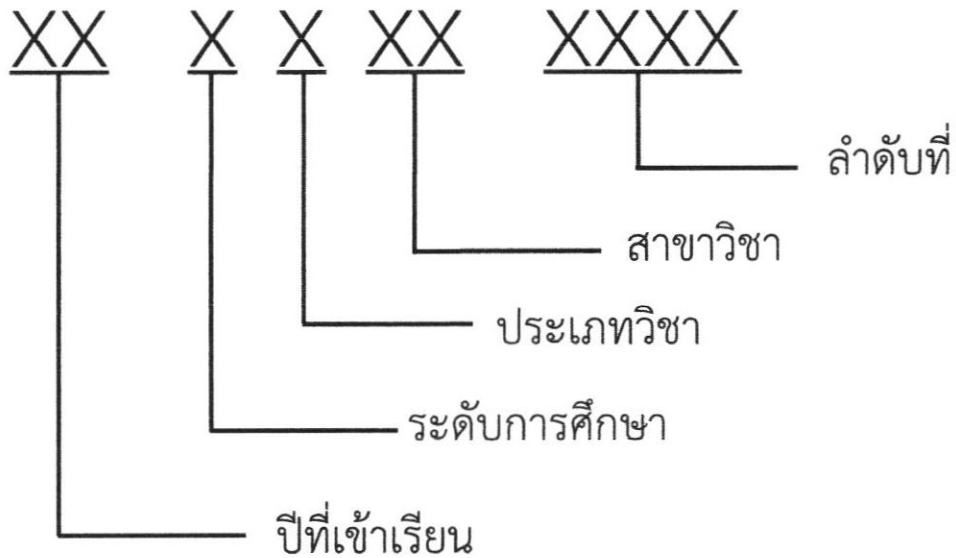 XX X X XX XXXX
ลำดับที่
สาขาวิชา
ประเภทวิชา
ระดับการศึกษา
ปีที่เข้าเรียน